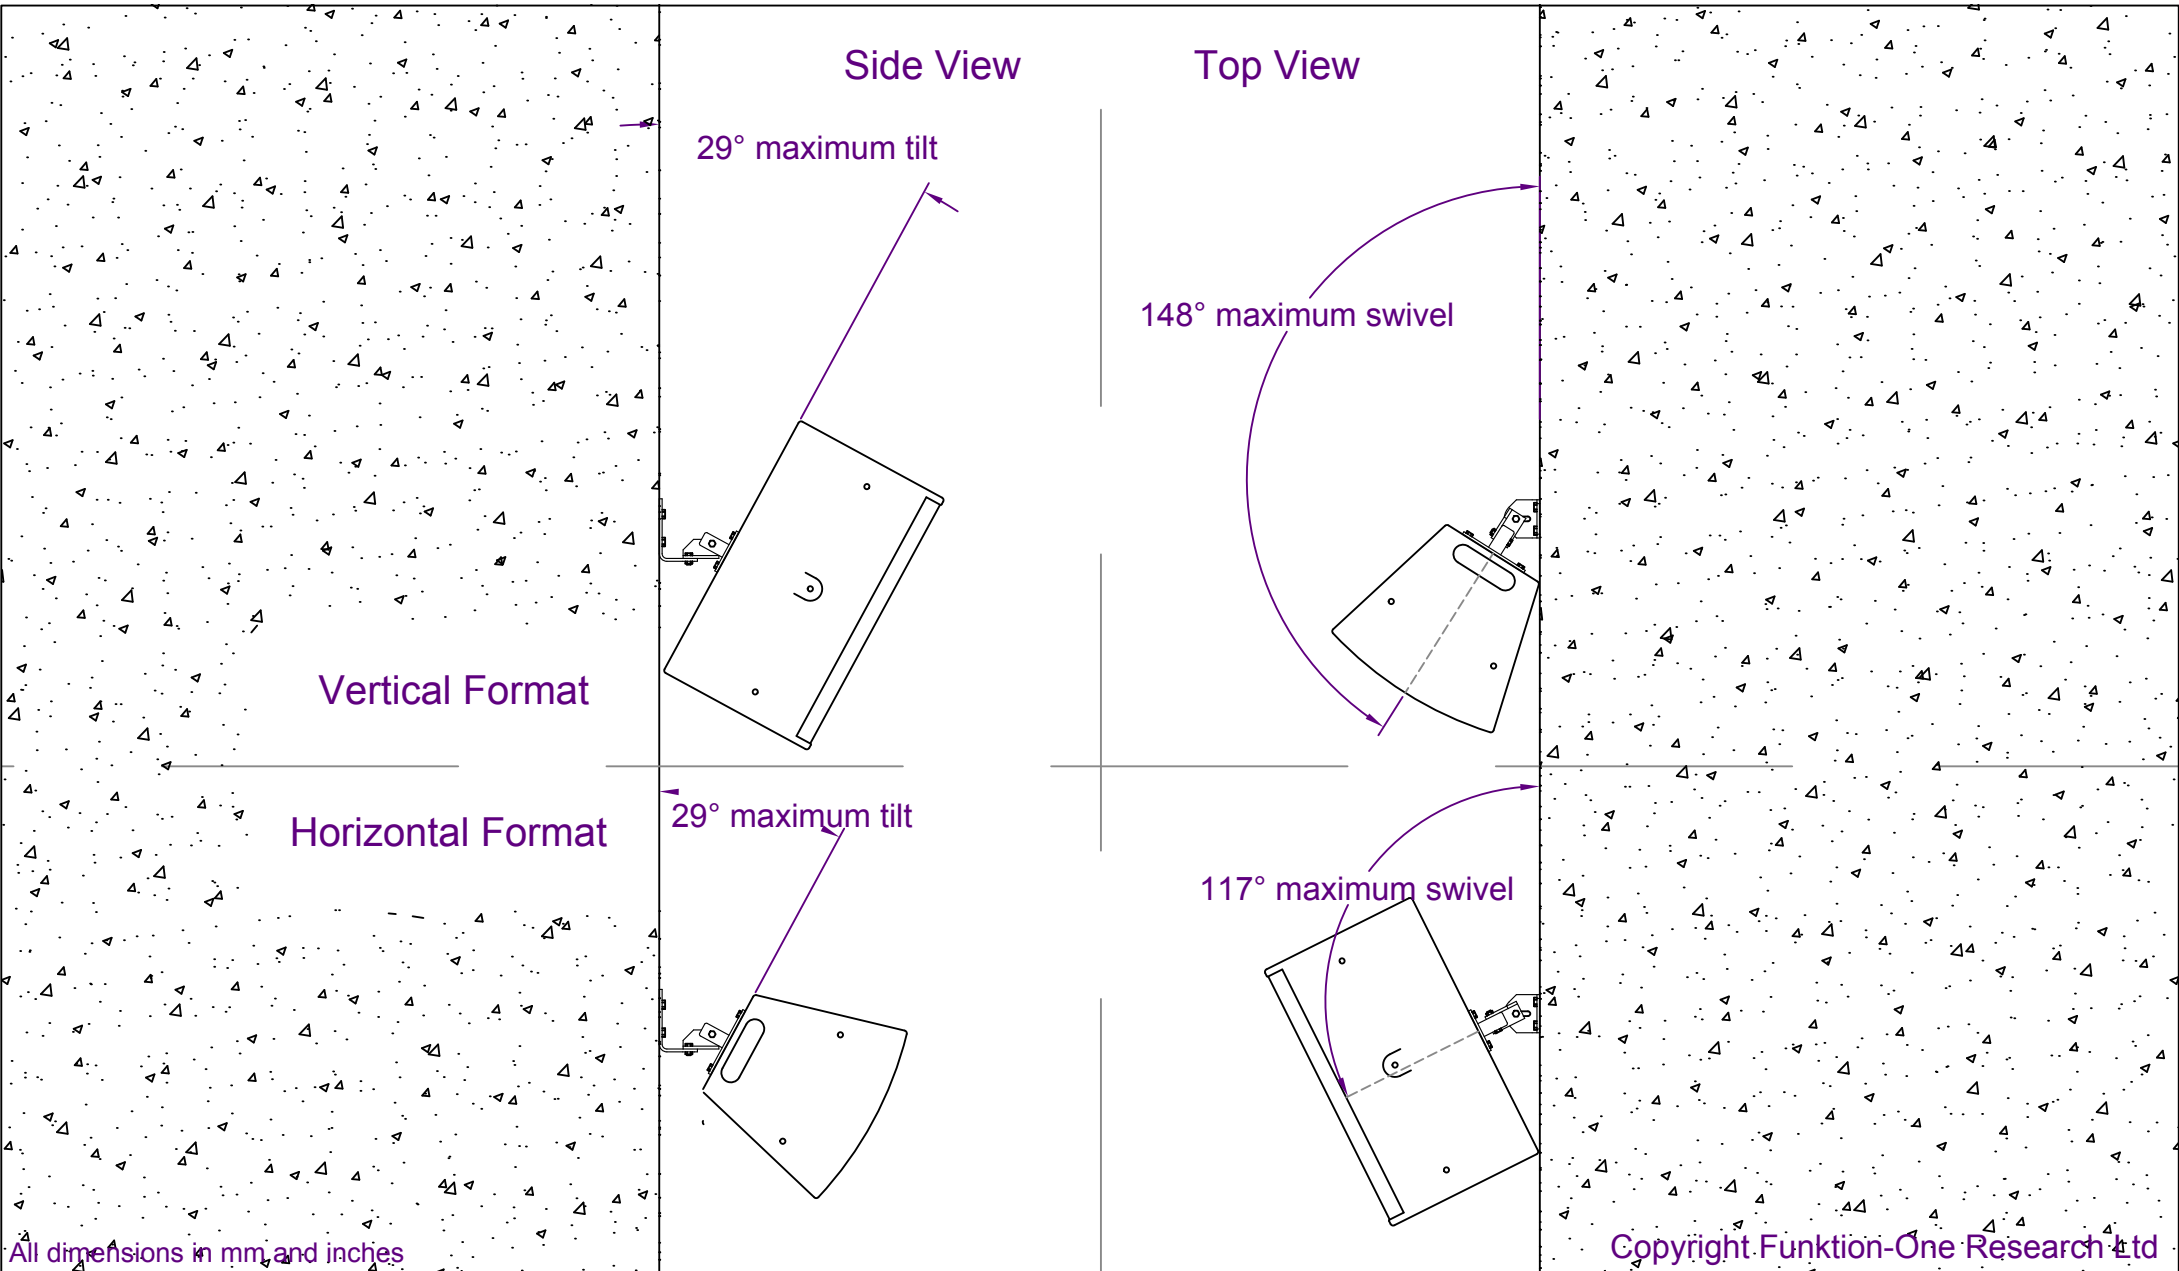 Side View
Top View
29° maximum tilt
148° maximum swivel
Vertical Format
Horizontal Format
29° maximum tilt
117° maximum swivel
All dimensions in mm and inches
Copyright Funktion-One Research Ltd